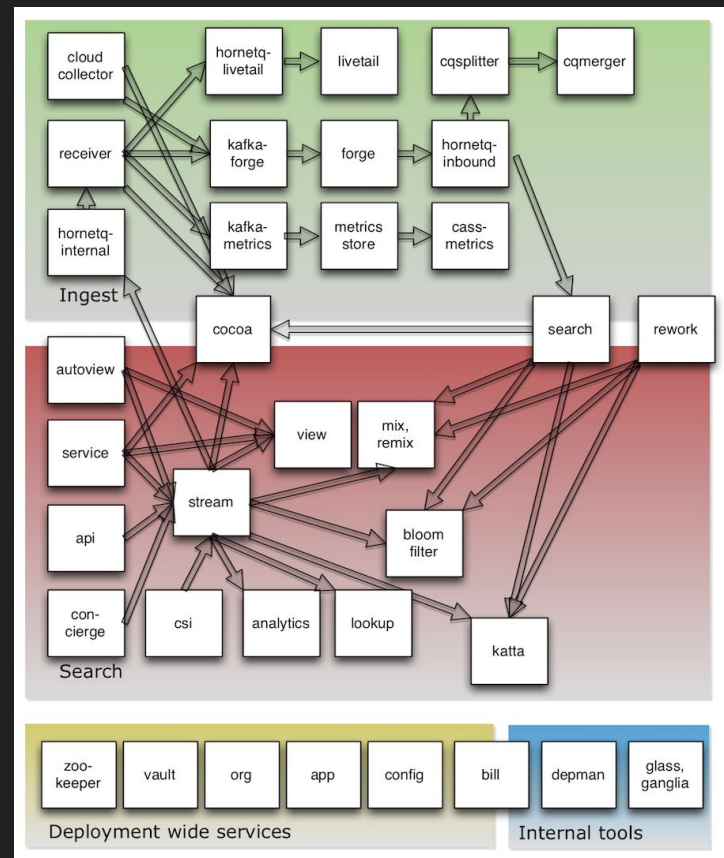 cloud
collector
hornetq-
livetail
livetail
cqsplitter
cqmerger
receiver
kafka-
forge
forge
hornetq-
inbound
hornetq-
internal
kafka-
metrics
metrics
store
cass-
metrics
Ingest
cocoa
search
rework
autoview
view
mix,
remix
service
stream
api
bloom
filter
con-
cierge
csi
analytics
lookup
katta
Search
zoo-
keeper
vault
org
app
config
bill
depman
glass,
ganglia
Deployment wide services
Internal tools